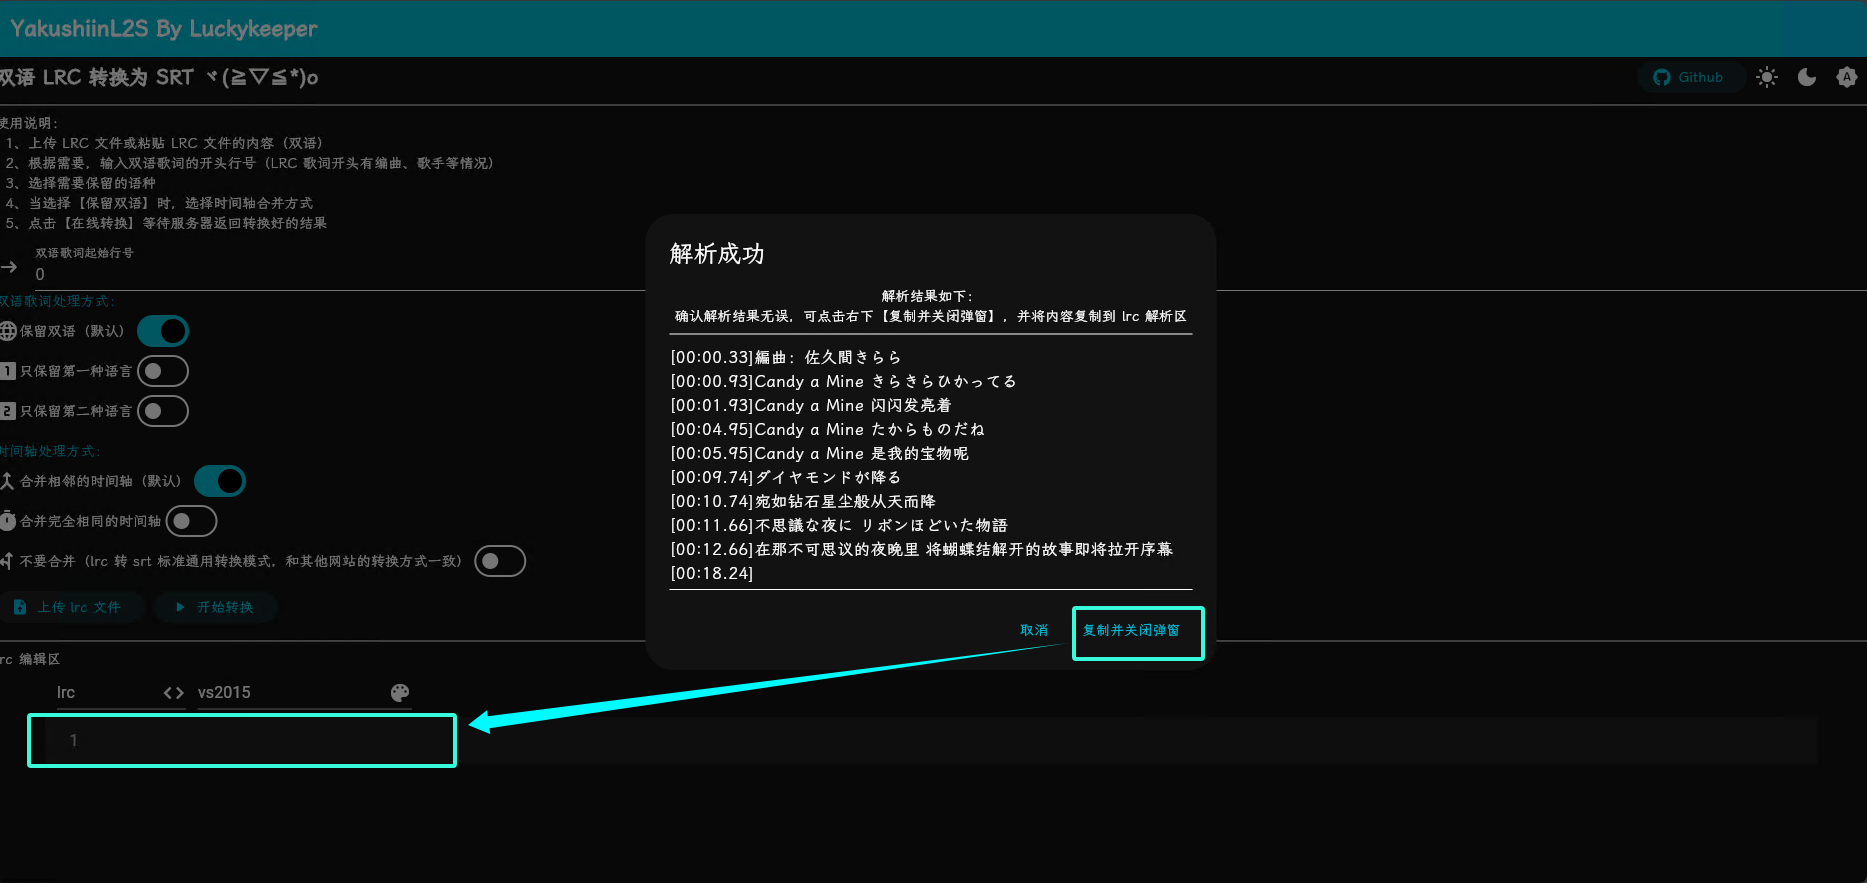 YakushiinL2S By Luckykeeper
双语 LRC 转换为 SRT ヾ(≧▽≦*)o
Github
A
使用说明：
1、上传 LRC 文件或粘贴 LRC 文件的内容（双语）
2、根据需要，输入双语歌词的开头行号（LRC 歌词开头有编曲、歌手等情况）
3、选择需要保留的语种
4、当选择【保留双语】时，选择时间轴合并方式
5、点击【在线转换】等待服务器返回转换好的结果
双语歌词起始行号
0
双语歌词处理方式：
保留双语（默认）
1 只保留第一种语言
2 只保留第二种语言
时间轴处理方式：
合并相邻的时间轴（默认）
合并完全相同的时间轴
不要合并（lrc 转 srt 标准通用转换模式，和其他网站的转换方式一致）
上传 lrc 文件
开始转换
rc 编辑区
lrc
vs2015
1
解析成功
解析结果如下：
确认解析结果无误，可点击右下【复制并关闭弹窗】，并将内容复制到 lrc 解析区
[00:00.33]編曲：佐久間きらら
[00:00.93]Candy a Mine きらきらひかってる
[00:01.93]Candy a Mine 闪闪发亮着
[00:04.95]Candy a Mine たからものだね
[00:05.95]Candy a Mine 是我的宝物呢
[00:09.74]ダイヤモンドが降る
[00:10.74]宛如钻石星尘般从天而降
[00:11.66]不思議な夜に リボンほどいた物語
[00:12.66]在那不可思议的夜晚里 将蝴蝶结解开的故事即将拉开序幕
[00:18.24]
取消
复制并关闭弹窗